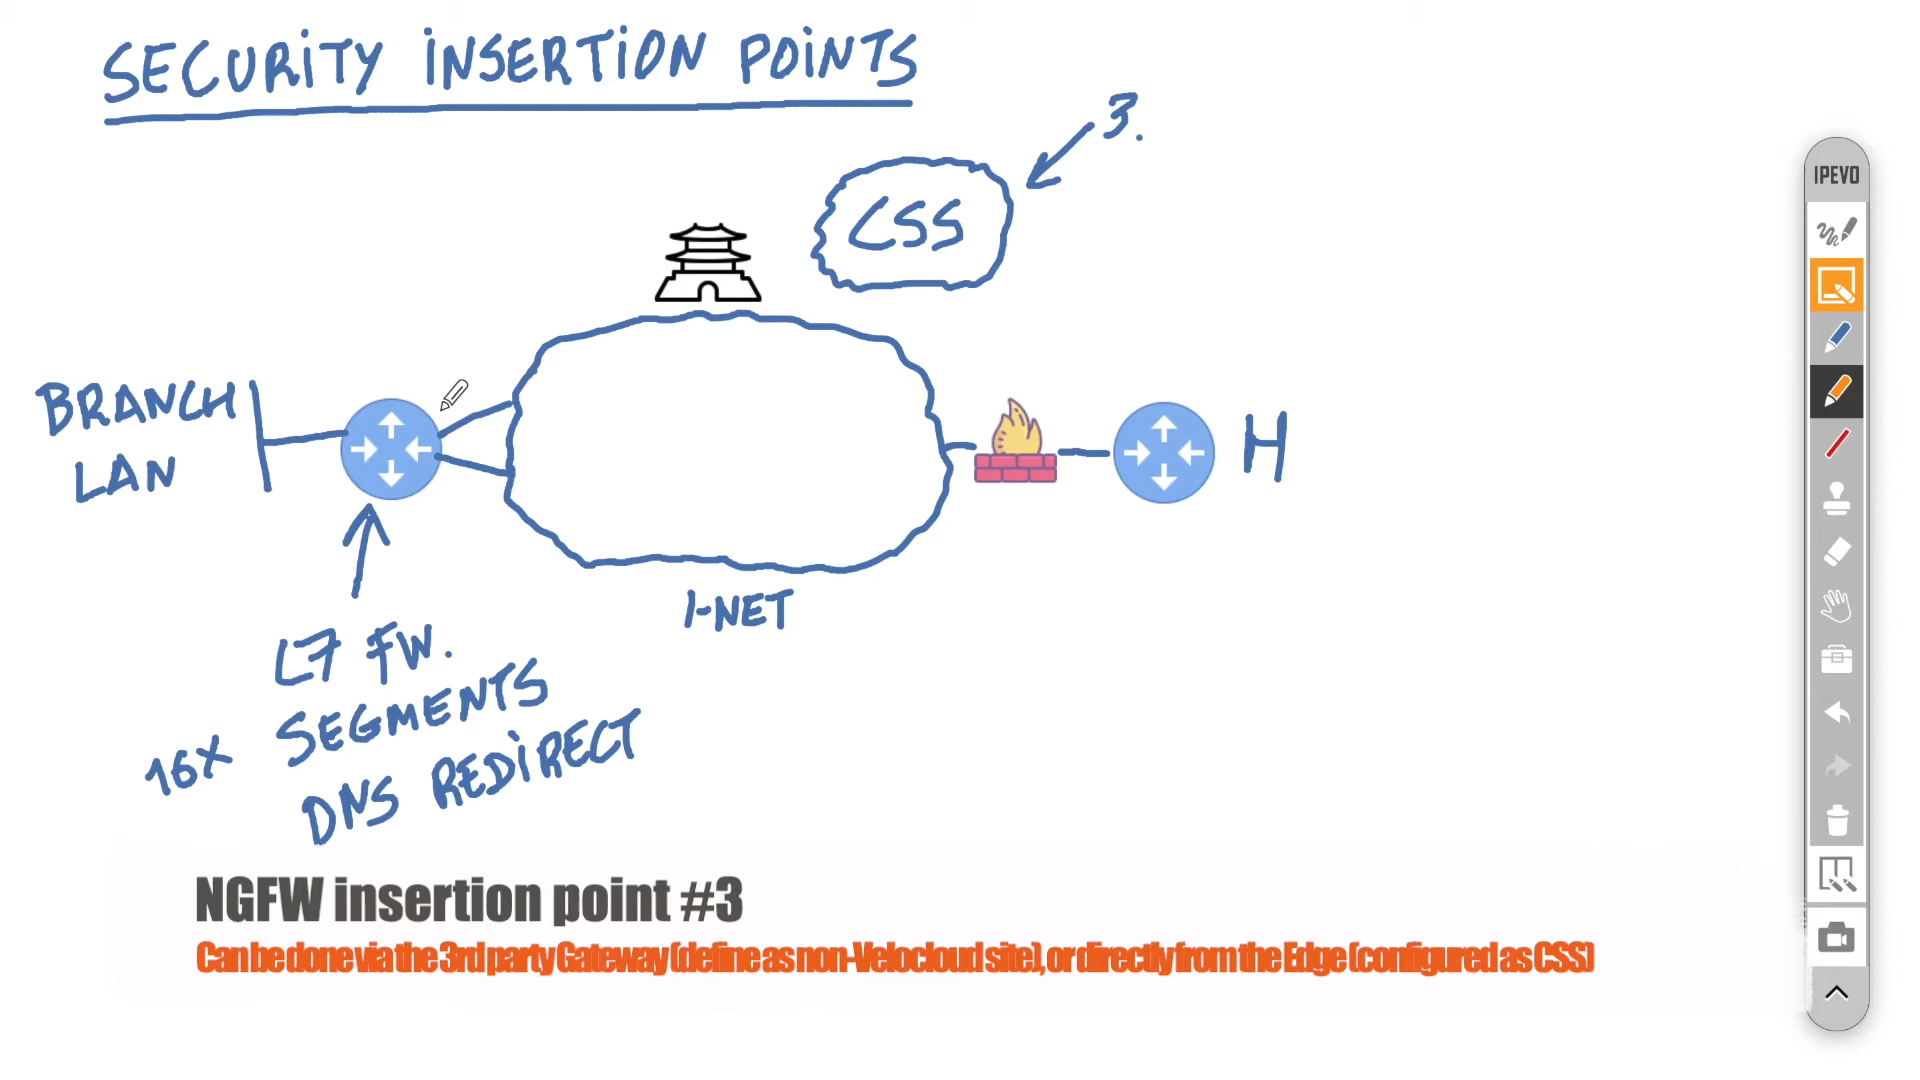 SECURITY INSERTION POINTS
3.
CSS
IPEVO
BRANCH
LAN
H
I-NET
L7 FW.
16X SEGMENTS
DNS REDIRECT
NGFW insertion point #3
Can be done via the 3rd party Gateway (define as non-Velocloud site), or directly from the Edge (configured as CSS)